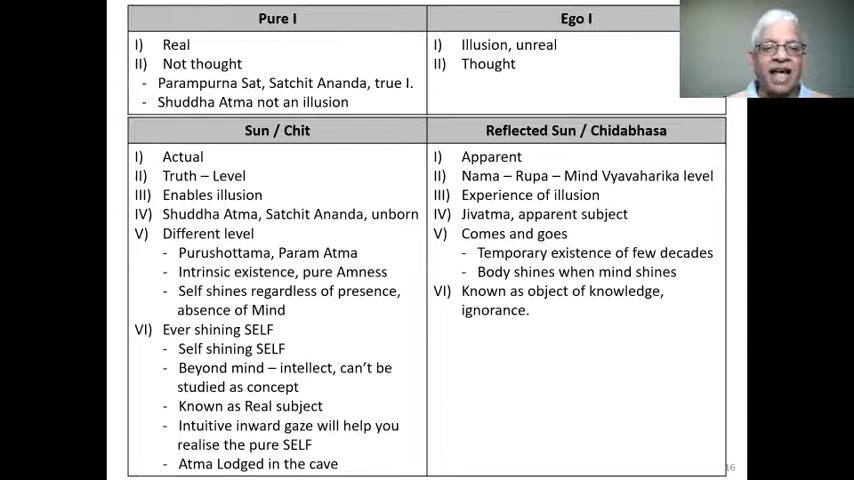 Pure I
Ego I
I) Real
II) Not thought
- Parampurna Sat, Satchit Ananda, true I.
- Shuddha Atma not an illusion
I) Illusion, unreal
II) Thought
Sun / Chit
Reflected Sun / Chidabhasa
I) Actual
II) Truth – Level
III) Enables illusion
IV) Shuddha Atma, Satchit Ananda, unborn
V) Different level
- Purushottama, Param Atma
- Intrinsic existence, pure Amness
- Self shines regardless of presence,
absence of Mind
VI) Ever shining SELF
- Self shining SELF
- Beyond mind – intellect, can't be
studied as concept
- Known as Real subject
- Intuitive inward gaze will help you
realise the pure SELF
- Atma Lodged in the cave
I) Apparent
II) Nama – Rupa – Mind Vyavaharika level
III) Experience of illusion
IV) Jivatma, apparent subject
V) Comes and goes
- Temporary existence of few decades
- Body shines when mind shines
VI) Known as object of knowledge,
ignorance.
16